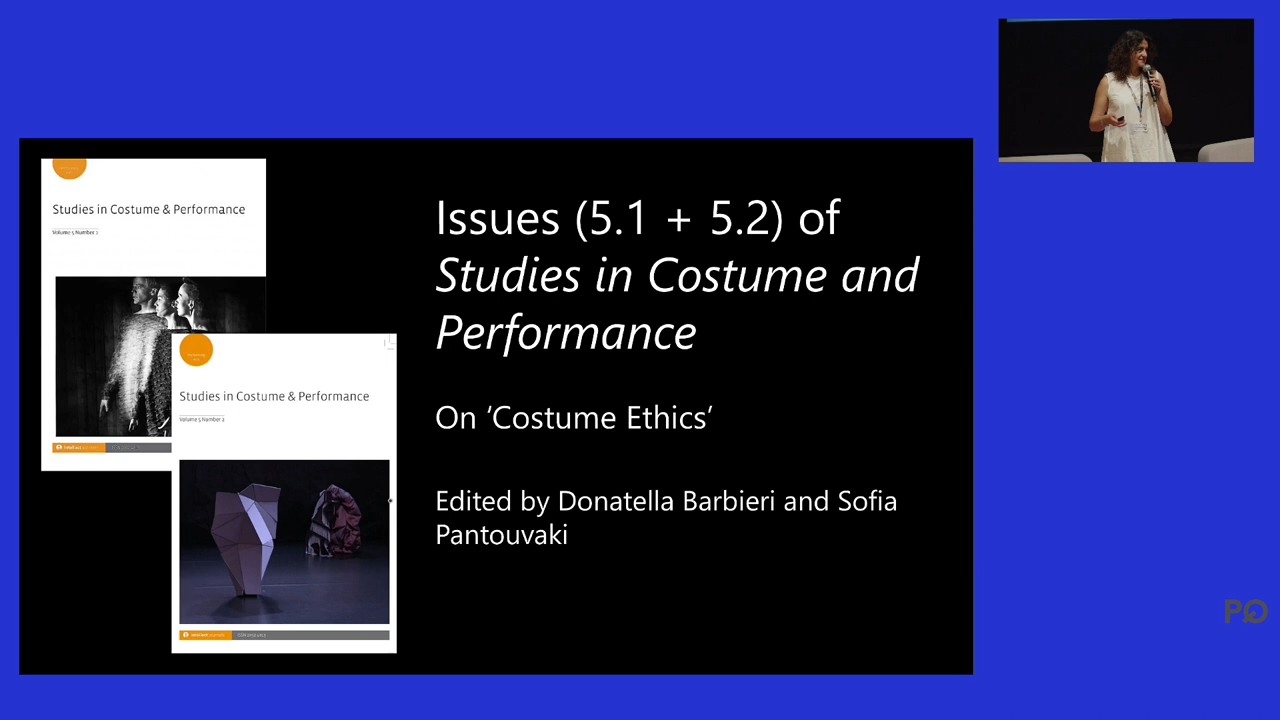 Studies in Costume & Performance
Volume 5 Number 1
Studies in Costume & Performance
Volume 5 Number 2
Issues (5.1 + 5.2) of
Studies in Costume and
Performance
On ‘Costume Ethics’
Edited by Donatella Barbieri and Sofia
Pantouvaki
PQ